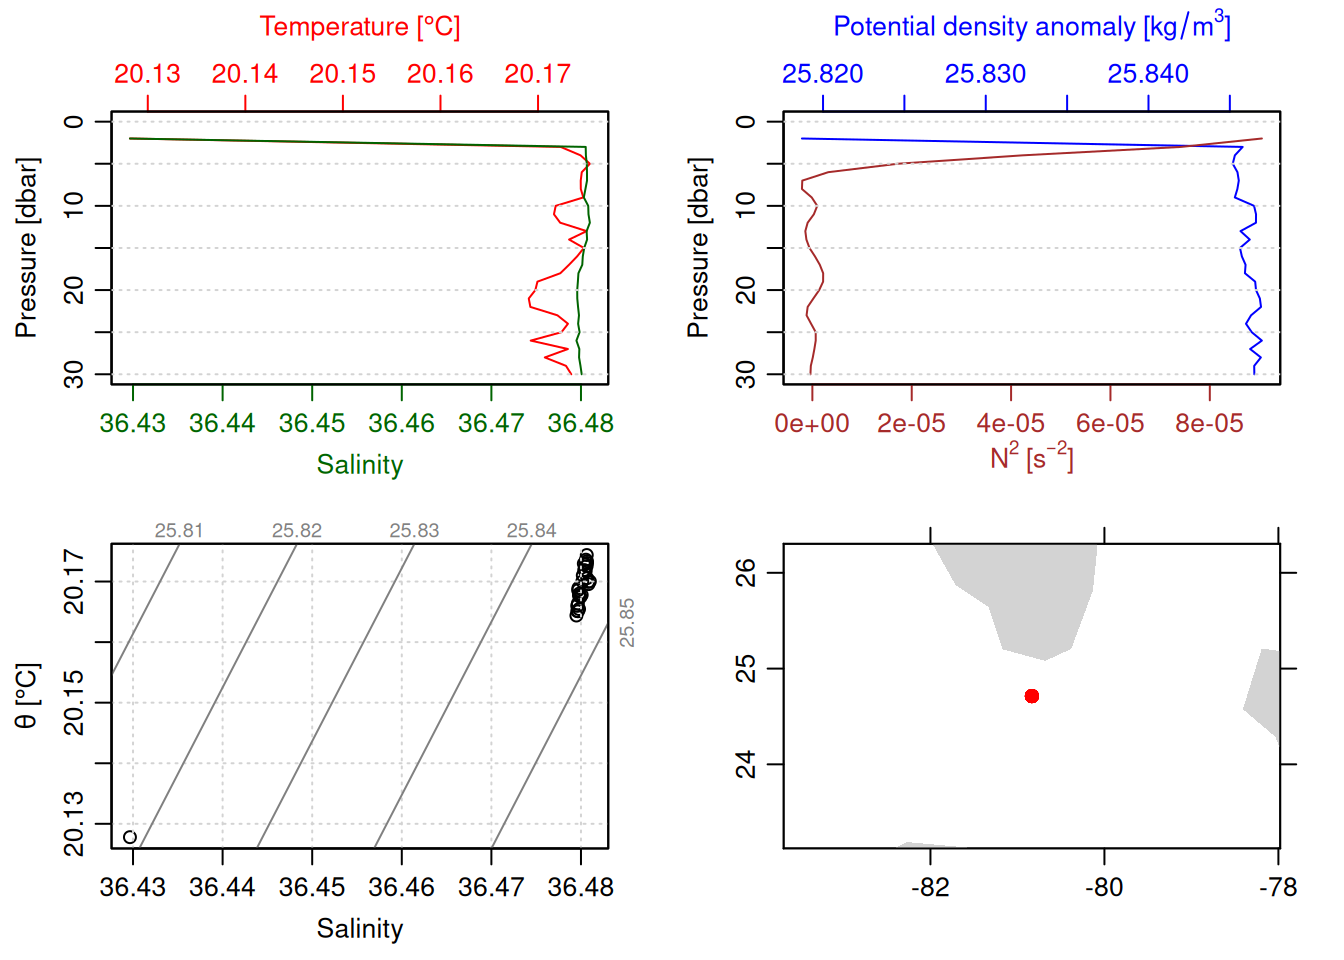 Temperature [°C]
20.13 20.14 20.15 20.16 20.17
Pressure [dbar]
0 10 20 30
36.43 36.44 36.45 36.46 36.47 36.48
Salinity
Potential density anomaly [kg/m³]
25.820 25.830 25.840
Pressure [dbar]
0 10 20 30
0e+00 2e-05 4e-05 6e-05 8e-05
N² [s⁻²]
25.81 25.82 25.83 25.84
25.85
θ [°C]
20.17 20.15 20.13
36.43 36.44 36.45 36.46 36.47 36.48
Salinity
26 25 24
-82 -80 -78